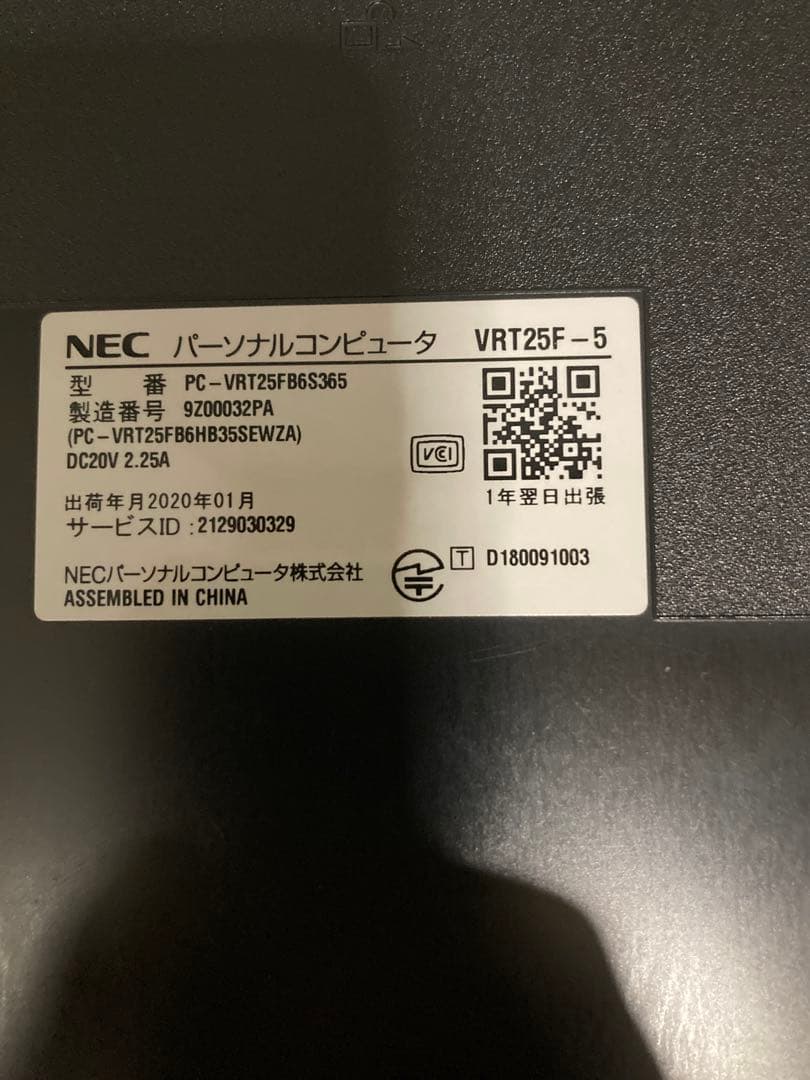 NEC パーソナルコンピュータ VRT25F-5
型 番 PC-VRT25FB6S365
製造番号 9Z00032PA
(PC-VRT25FB6HB35SEWZA)
DC20V 2.25A
VCI
1年翌日出張
出荷年月2020年01月
サービスID:2129030329
NECパーソナルコンピュータ株式会社
T D180091003
ASSEMBLED IN CHINA